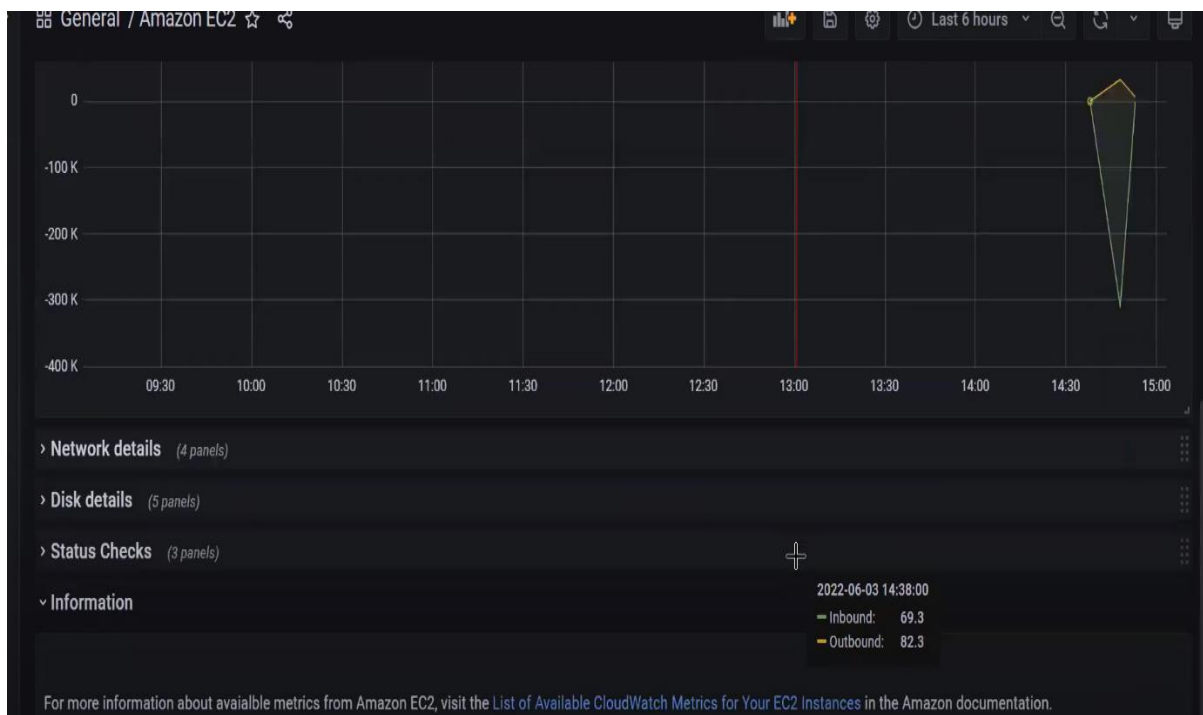 General / Amazon EC2
Last 6 hours
0
-100 K
-200 K
-300 K
-400 K
09:30 10:00 10:30 11:00 11:30 12:00 12:30 13:00 13:30 14:00 14:30 15:00
Network details (4 panels)
Disk details (5 panels)
Status Checks (3 panels)
Information
2022-06-03 14:38:00
Inbound: 69.3
Outbound: 82.3
For more information about avaialble metrics from Amazon EC2, visit the List of Available CloudWatch Metrics for Your EC2 Instances in the Amazon documentation.